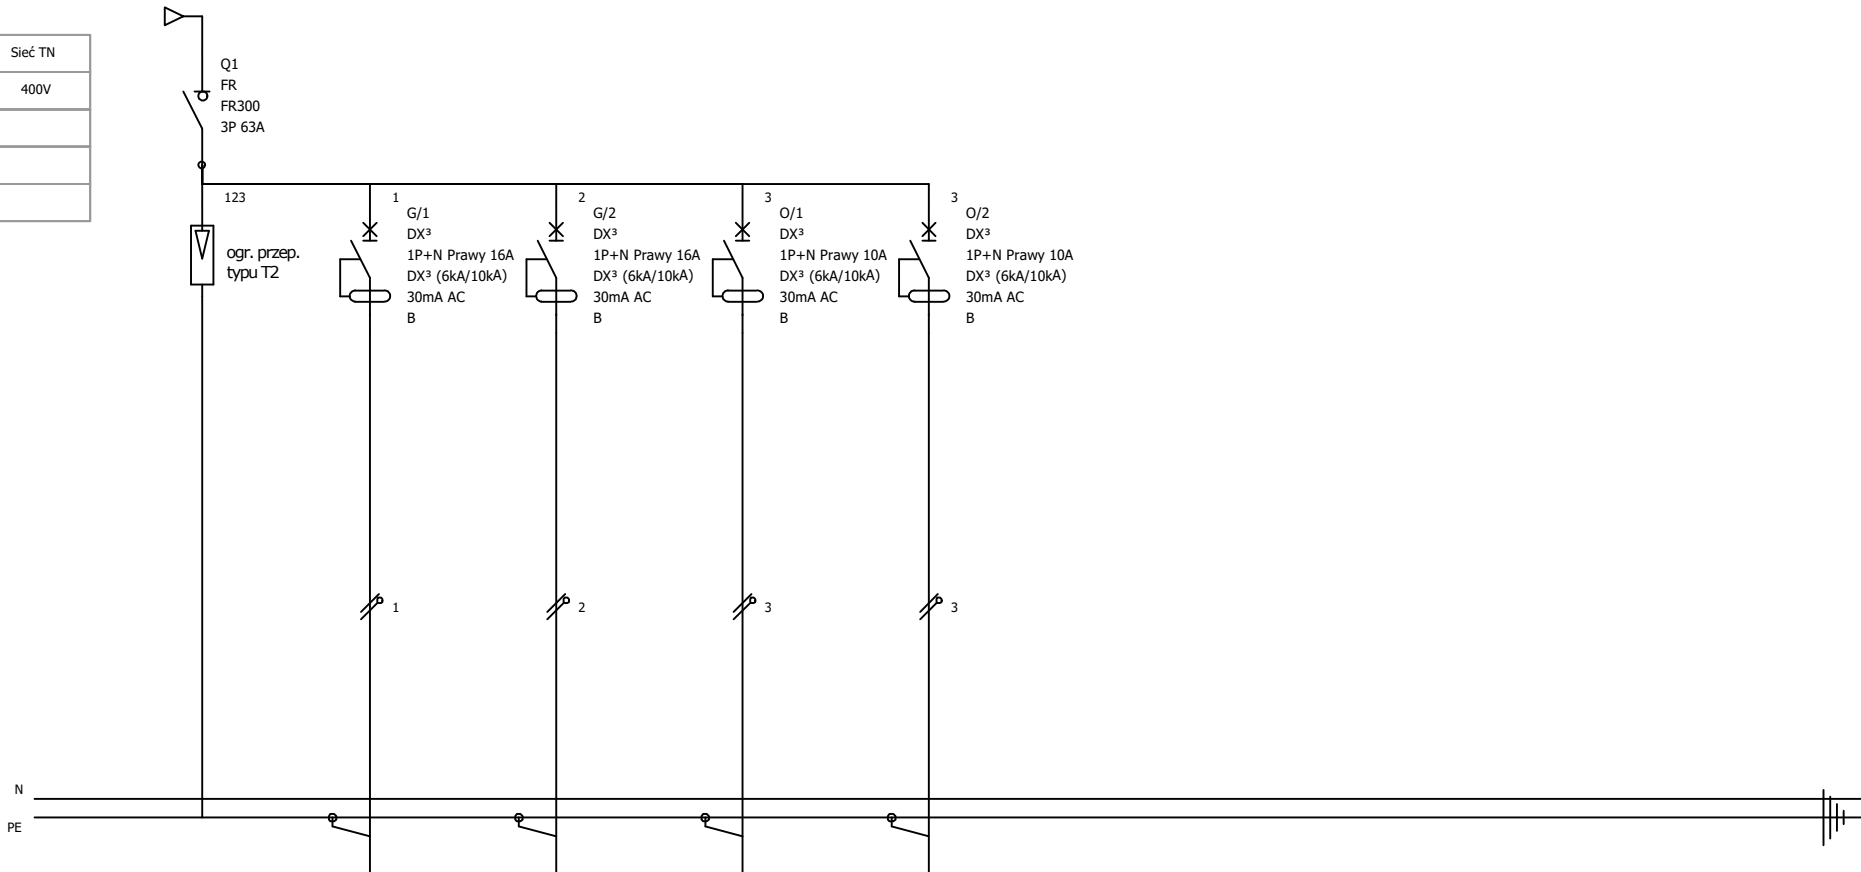 Sieć TN
400V
Q1
FR
FR300
3P 63A
123
ogr. przep.
typu T2
1
G/1
DX³
1P+N Prawy 16A
DX³ (6kA/10kA)
30mA AC
B
2
G/2
DX³
1P+N Prawy 16A
DX³ (6kA/10kA)
30mA AC
B
3
O/1
DX³
1P+N Prawy 10A
DX³ (6kA/10kA)
30mA AC
B
3
O/2
DX³
1P+N Prawy 10A
DX³ (6kA/10kA)
30mA AC
B
1
2
3
3
N
PE